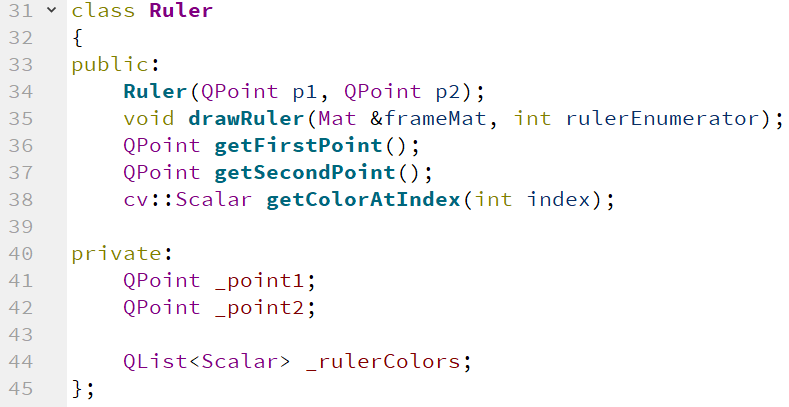 31 class Ruler
32 {
33 public:
34     Ruler(QPoint p1, QPoint p2);
35     void drawRuler(Mat &frameMat, int rulerEnumerator);
36     QPoint getFirstPoint();
37     QPoint getSecondPoint();
38     cv::Scalar getColorAtIndex(int index);
39
40 private:
41     QPoint _point1;
42     QPoint _point2;
43
44     QList<Scalar> _rulerColors;
45 };